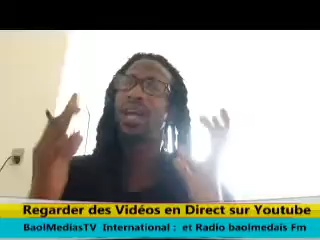 Regarder des Vidéos en Direct sur Youtube
BaolMediasTV International : et Radio baolmedais Fm